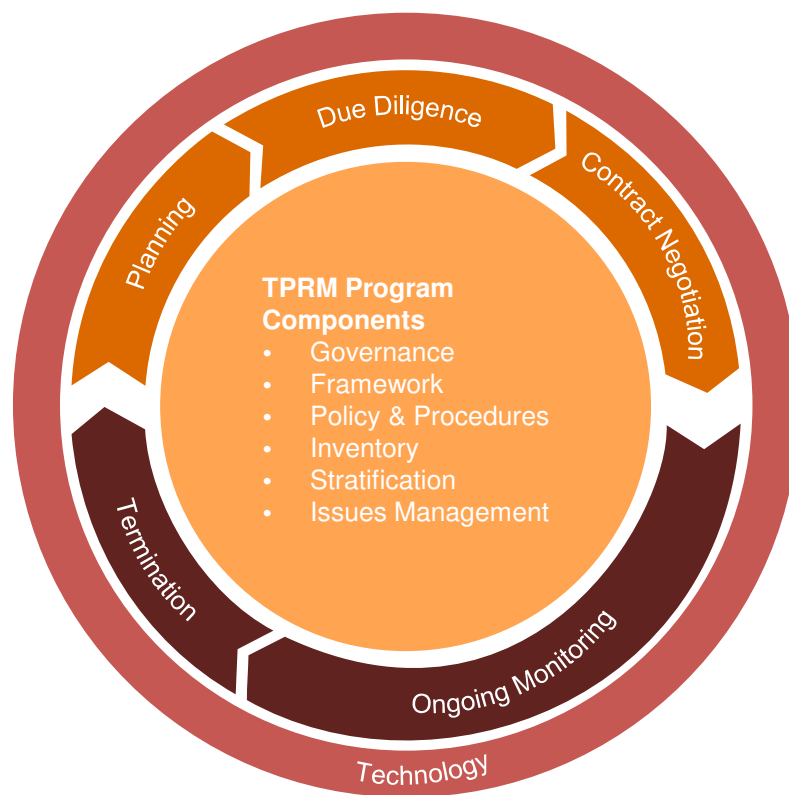 Due Diligence
Contract Negotiation
Planning
TPRM Program
Components
• Governance
• Framework
• Policy & Procedures
• Inventory
• Stratification
• Issues Management
Termination
Ongoing Monitoring
Technology